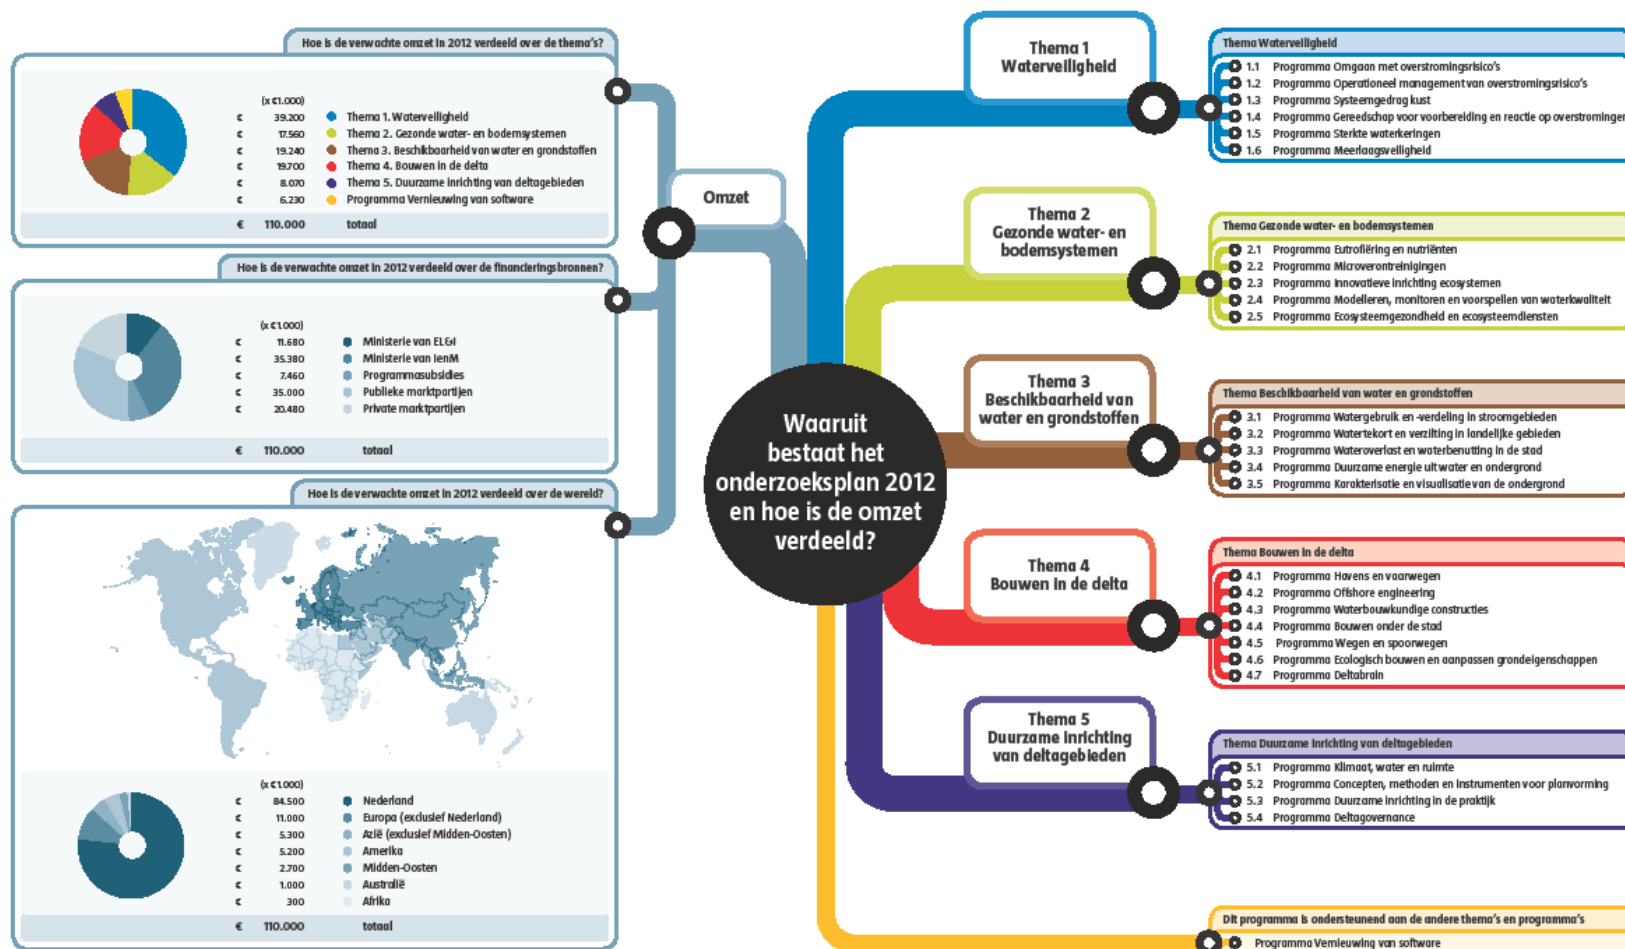 Hoe is de verwachte omzet in 2012 verdeeld over de thema's?
(x €1.000)
€ 39.200 Thema 1. Waterveiligheid
€ 17.560 Thema 2. Gezonde water- en bodemsystemen
€ 19.240 Thema 3. Beschikbaarheid van water en grondstoffen
€ 19.700 Thema 4. Bouwen in de delta
€ 8.070 Thema 5. Duurzame inrichting van deltagebieden
€ 6.230 Programma Vernieuwing van software
€ 110.000 totaal
Hoe is de verwachte omzet in 2012 verdeeld over de financieringsbronnen?
(x €1.000)
€ 11.680 Ministerie van EL&I
€ 35.380 Ministerie van IenM
€ 7.460 Programmasubsidies
€ 35.000 Publieke marktpartijen
€ 20.480 Private marktpartijen
€ 110.000 totaal
Hoe is de verwachte omzet in 2012 verdeeld over de wereld?
(x €1.000)
€ 84.500 Nederland
€ 11.000 Europa (exclusief Nederland)
€ 5.300 Azië (exclusief Midden-Oosten)
€ 5.200 Amerika
€ 2.700 Midden-Oosten
€ 1.000 Australië
€ 300 Afrika
€ 110.000 totaal
Omzet
Waaruit
bestaat het
onderzoeksplan 2012
en hoe is de omzet
verdeeld?
Thema 1
Waterveiligheid
Thema Waterveiligheid
1.1 Programma Omgaan met overstromingsrisico's
1.2 Programma Operationeel management van overstromingsrisico's
1.3 Programma Systeemgedrag kust
1.4 Programma Gereedschap voor voorbereiding en reactie op overstromingen
1.5 Programma Sterkte waterkeringen
1.6 Programma Meerlaagsveiligheid
Thema 2
Gezonde water- en
bodemsystemen
Thema Gezonde water- en bodemsystemen
2.1 Programma Eutrofiëring en nutriënten
2.2 Programma Microverontreinigingen
2.3 Programma Innovatieve inrichting ecosystemen
2.4 Programma Modelleren, monitoren en voorspellen van waterkwaliteit
2.5 Programma Ecosysteemgezondheid en ecosysteemdiensten
Thema 3
Beschikbaarheid van
water en grondstoffen
Thema Beschikbaarheid van water en grondstoffen
3.1 Programma Watergebruik en -verdeling in stroomgebieden
3.2 Programma Watertekort en verzilting in landelijke gebieden
3.3 Programma Wateroverlast en waterbenutting in de stad
3.4 Programma Duurzame energie uit water en ondergrond
3.5 Programma Karakterisatie en visualisatie van de ondergrond
Thema 4
Bouwen in de delta
Thema Bouwen in de delta
4.1 Programma Havens en vaarwegen
4.2 Programma Offshore engineering
4.3 Programma Waterbouwkundige constructies
4.4 Programma Bouwen onder de stad
4.5 Programma Wegen en spoorwegen
4.6 Programma Ecologisch bouwen en aanpassen grondeigenschappen
4.7 Programma Deltabrain
Thema 5
Duurzame inrichting
van deltagebieden
Thema Duurzame inrichting van deltagebieden
5.1 Programma Klimaat, water en ruimte
5.2 Programma Concepten, methoden en instrumenten voor planvorming
5.3 Programma Duurzame inrichting in de praktijk
5.4 Programma Deltagovernance
Dit programma is ondersteunend aan de andere thema's en programma's
Programma Vernieuwing van software